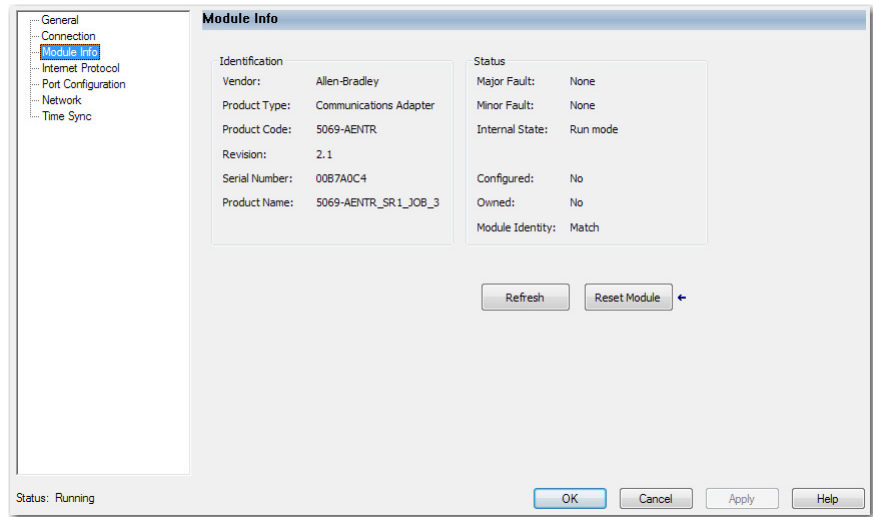 General
Connection
Module Info
Internet Protocol
Port Configuration
Network
Time Sync
Module Info
Identification
Vendor: Allen-Bradley
Product Type: Communications Adapter
Product Code: 5069-AENTR
Revision: 2.1
Serial Number: 00B7A0C4
Product Name: 5069-AENTR_SR1_JOB_3
Status
Major Fault: None
Minor Fault: None
Internal State: Run mode
Configured: No
Owned: No
Module Identity: Match
Refresh Reset Module
Status: Running
OK Cancel Apply Help